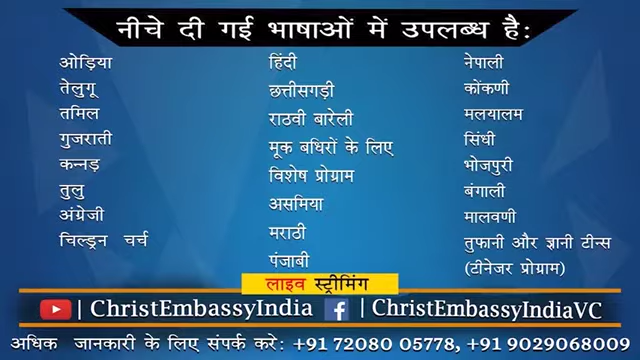 नीचे दी गई भाषाओं में उपलब्ध है:
ओड़िया
तेलुगू
तमिल
गुजराती
कन्नड़
तुलु
अंग्रेजी
चिल्ड्रन चर्च
हिंदी
छत्तीसगड़ी
राठवी बारेली
मूक बधिरों के लिए
विशेष प्रोग्राम
असमिया
मराठी
पंजाबी
नेपाली
कोंकणी
मलयालम
सिंधी
भोजपुरी
बंगाली
मालवणी
तुफानी और ज्ञानी टीन्स
(टीनेजर प्रोग्राम)
लाइव स्ट्रीमिंग
| ChristEmbassyIndia f | ChristEmbassyIndiaVC
अधिक जानकारी के लिए संपर्क करे: +91 72080 05778, +91 9029068009